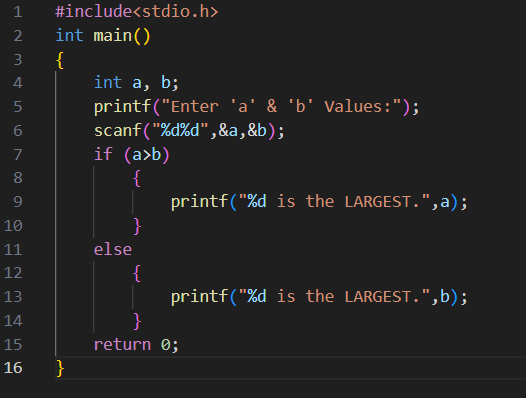 1 #include<stdio.h>
2 int main()
3 {
4 int a, b;
5 printf("Enter 'a' & 'b' Values:");
6 scanf("%d%d",&a,&b);
7 if (a>b)
8 {
9 printf("%d is the LARGEST.",a);
10 }
11 else
12 {
13 printf("%d is the LARGEST.",b);
14 }
15 return 0;
16 }